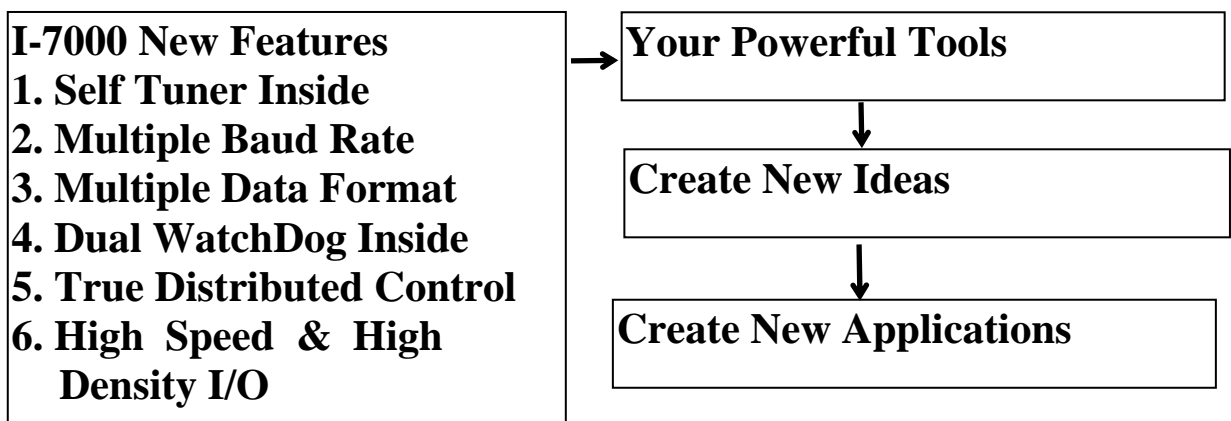 I-7000 New Features
1. Self Tuner Inside
2. Multiple Baud Rate
3. Multiple Data Format
4. Dual WatchDog Inside
5. True Distributed Control
6. High Speed & High
Density I/O
Your Powerful Tools
Create New Ideas
Create New Applications